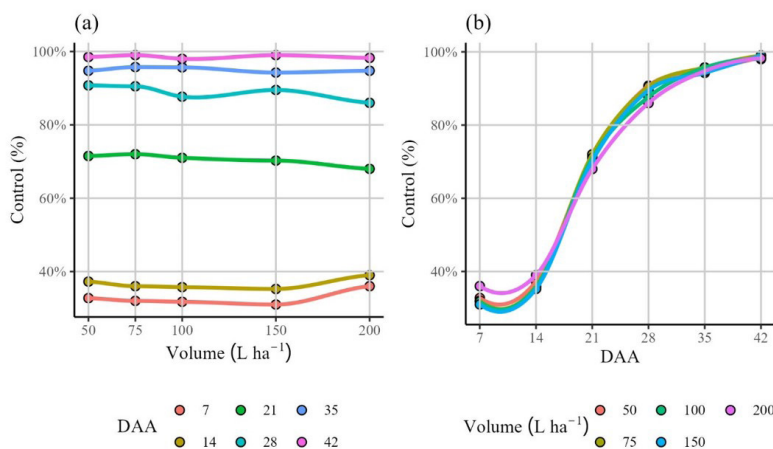 (a)
100%
80%
60%
40%
Control (%)
50 75 100 150 200
Volume (L ha⁻¹)
DAA 7 21 35
14 28 42
(b)
100%
80%
60%
40%
Control (%)
7 14 21 28 35 42
DAA
Volume (L ha⁻¹) 50 100 200
75 150